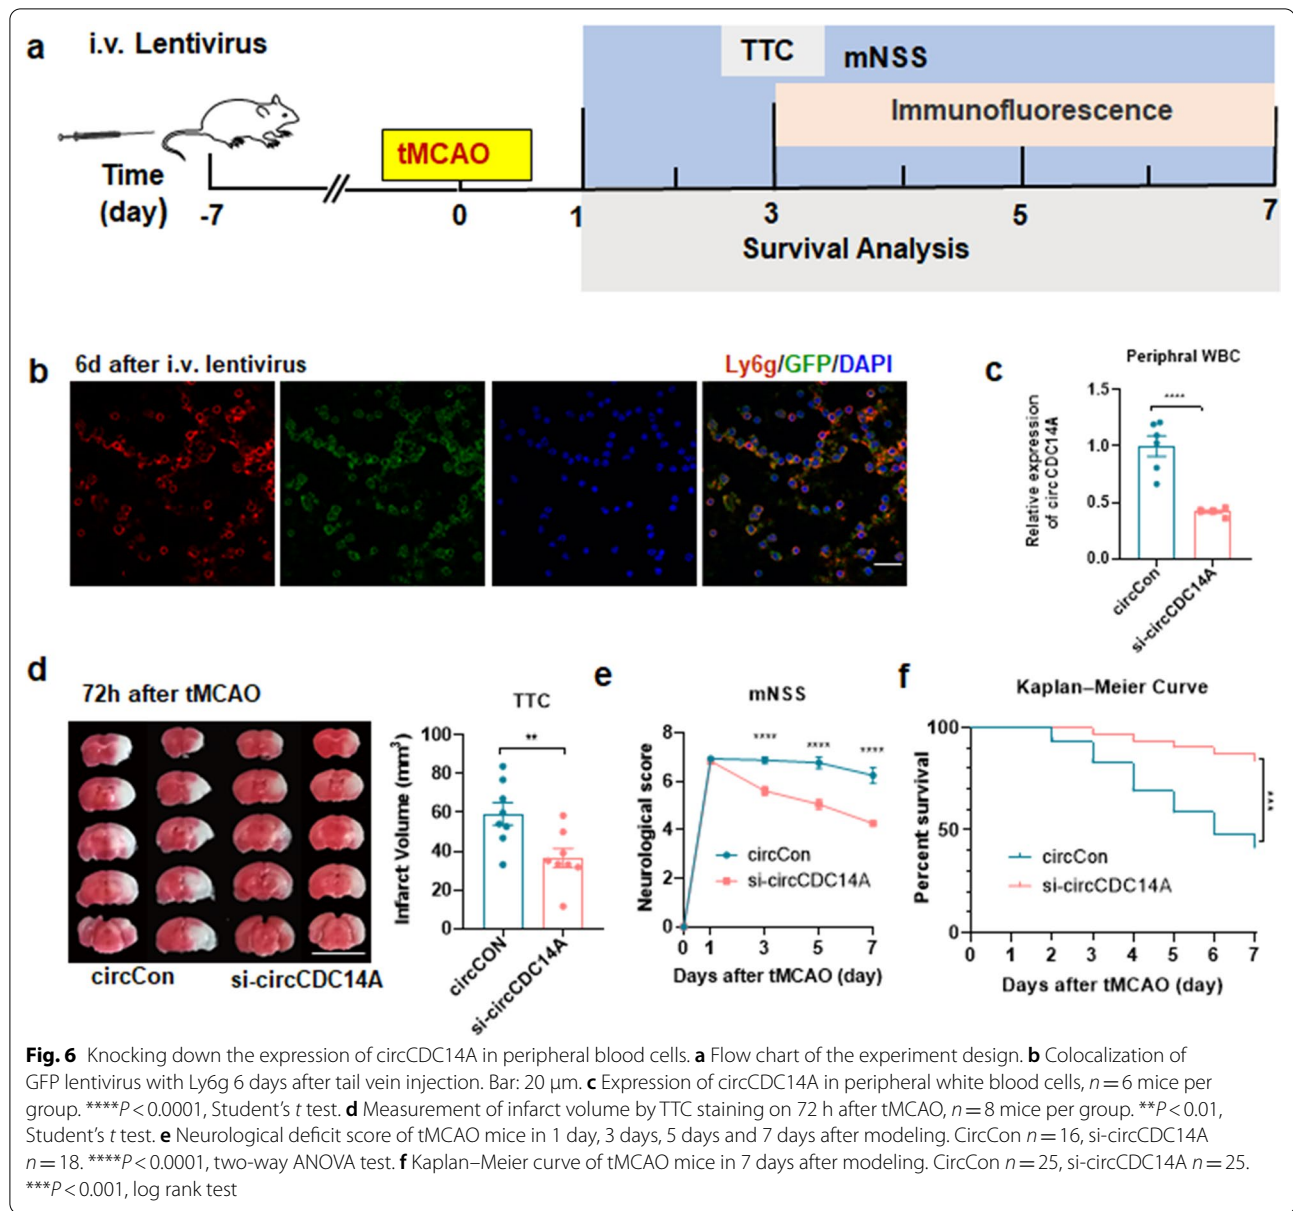 a
i.v. Lentivirus
TTC
mNSS
Immunofluorescence
tMCAO
Time
(day)
-7
0
1
3
5
7
Survival Analysis
b
6d after i.v. lentivirus
Ly6g/GFP/DAPI
c
Periphral WBC
Relative expression
of circCDC14A
1.5
1.0
0.5
0.0
****
circCon
si-circCDC14A
d
72h after tMCAO
circCon
si-circCDC14A
TTC
Infarct Volume (mm³)
100
80
60
40
20
0
**
circCON
si-circCDC14A
e
mNSS
Neurological score
8
6
4
2
0
****
****
****
circCon
si-circCDC14A
0
1
3
5
7
Days after tMCAO (day)
f
Kaplan–Meier Curve
Percent survival
100
50
0
***
circCon
si-circCDC14A
0
1
2
3
4
5
6
7
Days after tMCAO (day)
Fig. 6 Knocking down the expression of circCDC14A in peripheral blood cells. a Flow chart of the experiment design. b Colocalization of
GFP lentivirus with Ly6g 6 days after tail vein injection. Bar: 20 μm. c Expression of circCDC14A in peripheral white blood cells, n = 6 mice per
group. ****P < 0.0001, Student's t test. d Measurement of infarct volume by TTC staining on 72 h after tMCAO, n = 8 mice per group. **P < 0.01,
Student's t test. e Neurological deficit score of tMCAO mice in 1 day, 3 days, 5 days and 7 days after modeling. CircCon n = 16, si-circCDC14A
n = 18. ****P < 0.0001, two-way ANOVA test. f Kaplan–Meier curve of tMCAO mice in 7 days after modeling. CircCon n = 25, si-circCDC14A n = 25.
***P < 0.001, log rank test